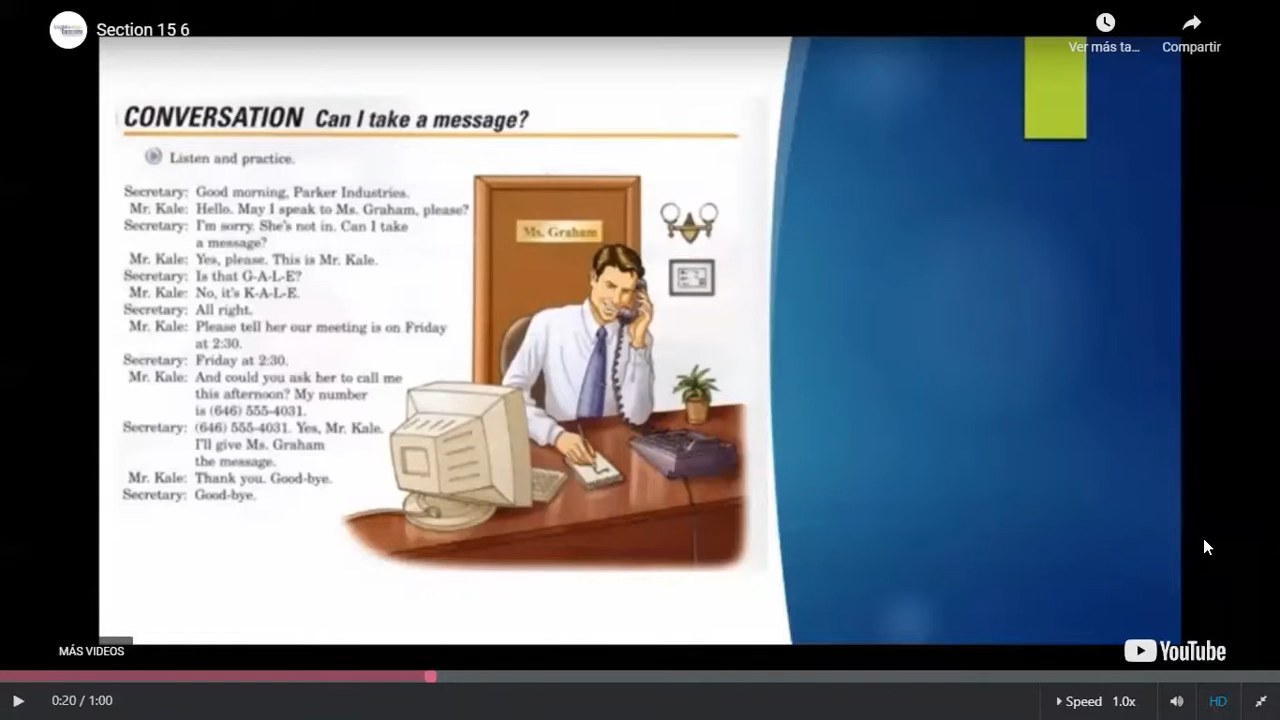 Section 15 6
Ver más ta...
Compartir
CONVERSATION Can I take a message?
Listen and practice.
Secretary: Good morning, Parker Industries.
Mr. Kale: Hello. May I speak to Ms. Graham, please?
Secretary: I'm sorry. She's not in. Can I take
a message?
Mr. Kale: Yes, please. This is Mr. Kale.
Secretary: Is that G-A-L-E?
Mr. Kale: No, it's K-A-L-E.
Secretary: All right.
Mr. Kale: Please tell her our meeting is on Friday
at 2:30.
Secretary: Friday at 2:30.
Mr. Kale: And could you ask her to call me
this afternoon? My number
is (646) 555-4031.
Secretary: (646) 555-4031. Yes, Mr. Kale.
I'll give Ms. Graham
the message.
Mr. Kale: Thank you. Good-bye.
Secretary: Good-bye.
Ms. Graham
MÁS VIDEOS
YouTube
0:20 / 1:00
Speed 1.0x
HD